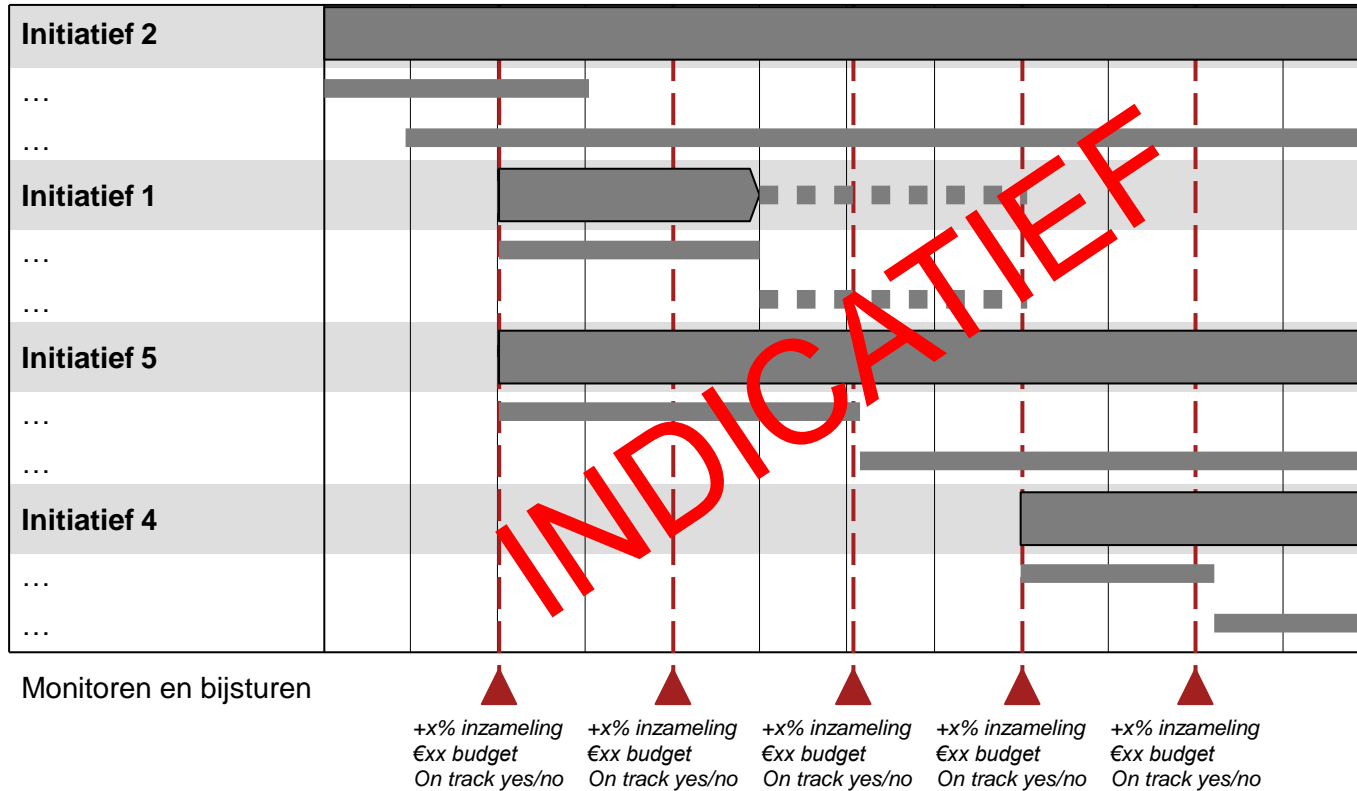 Initiatief 2
…
…
Initiatief 1
…
…
Initiatief 5
…
…
Initiatief 4
…
…
INDICATIEF
Monitoren en bijsturen
+x% inzameling
€xx budget
On track yes/no
+x% inzameling
€xx budget
On track yes/no
+x% inzameling
€xx budget
On track yes/no
+x% inzameling
€xx budget
On track yes/no
+x% inzameling
€xx budget
On track yes/no